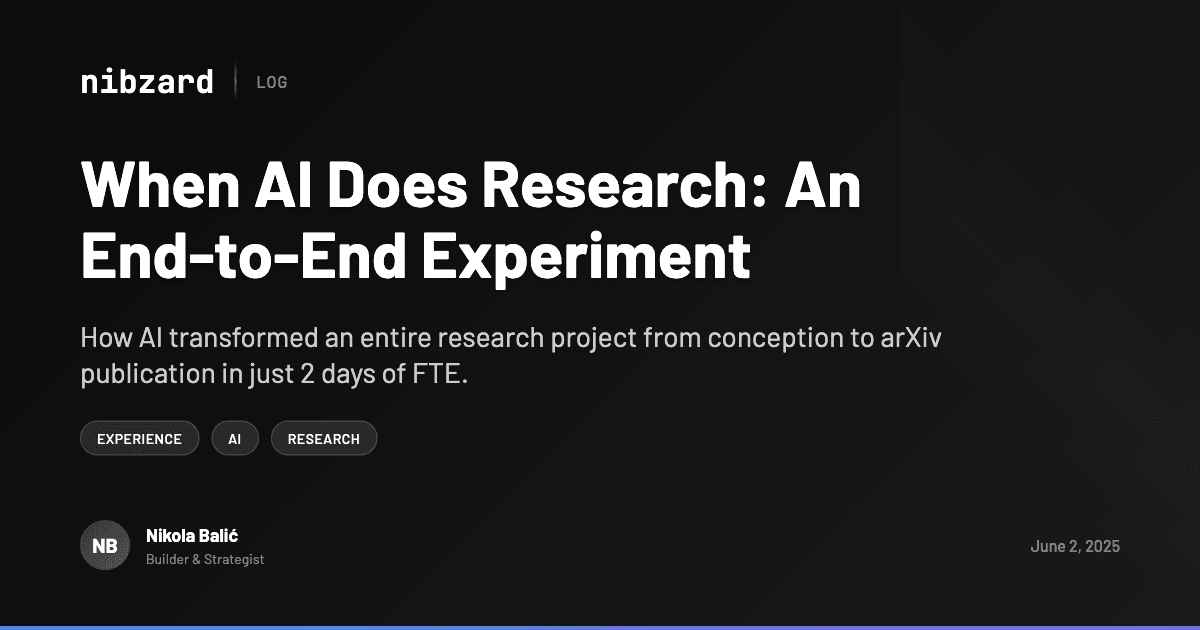 nibzard
LOG
When AI Does Research: An
End-to-End Experiment
How AI transformed an entire research project from conception to arXiv
publication in just 2 days of FTE.
EXPERIENCE
AI
RESEARCH
NB
Nikola Balić
Builder & Strategist
June 2, 2025